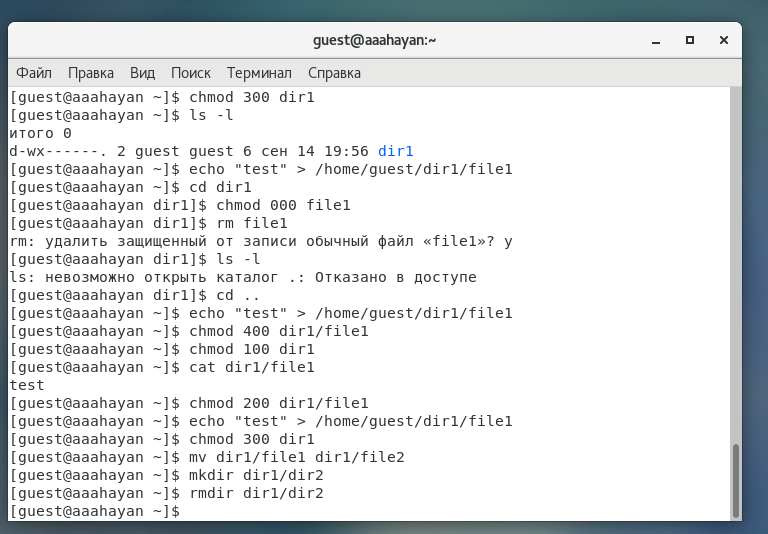 guest@aaahayan:~
Файл Правка Вид Поиск Терминал Справка
[guest@aaahayan ~]$ chmod 300 dir1
[guest@aaahayan ~]$ ls -l
итого 0
d-wx------. 2 guest guest 6 сен 14 19:56 dir1
[guest@aaahayan ~]$ echo "test" > /home/guest/dir1/file1
[guest@aaahayan ~]$ cd dir1
[guest@aaahayan dir1]$ chmod 000 file1
[guest@aaahayan dir1]$ rm file1
rm: удалить защищенный от записи обычный файл «file1»? y
[guest@aaahayan dir1]$ ls -l
ls: невозможно открыть каталог .: Отказано в доступе
[guest@aaahayan dir1]$ cd ..
[guest@aaahayan ~]$ echo "test" > /home/guest/dir1/file1
[guest@aaahayan ~]$ chmod 400 dir1/file1
[guest@aaahayan ~]$ chmod 100 dir1
[guest@aaahayan ~]$ cat dir1/file1
test
[guest@aaahayan ~]$ chmod 200 dir1/file1
[guest@aaahayan ~]$ echo "test" > /home/guest/dir1/file1
[guest@aaahayan ~]$ chmod 300 dir1
[guest@aaahayan ~]$ mv dir1/file1 dir1/file2
[guest@aaahayan ~]$ mkdir dir1/dir2
[guest@aaahayan ~]$ rmdir dir1/dir2
[guest@aaahayan ~]$